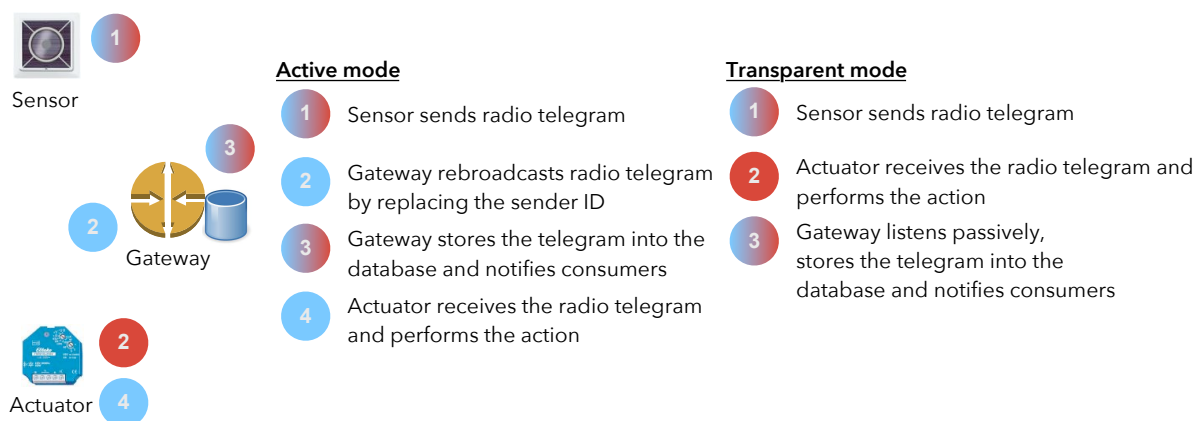 1
Sensor
3
2
Gateway
2
Actuator
4
Active mode
1
Sensor sends radio telegram
2
Gateway rebroadcasts radio telegram
by replacing the sender ID
3
Gateway stores the telegram into the
database and notifies consumers
4
Actuator receives the radio telegram
and performs the action
Transparent mode
1
Sensor sends radio telegram
2
Actuator receives the radio telegram and
performs the action
3
Gateway listens passively,
stores the telegram into the
database and notifies consumers